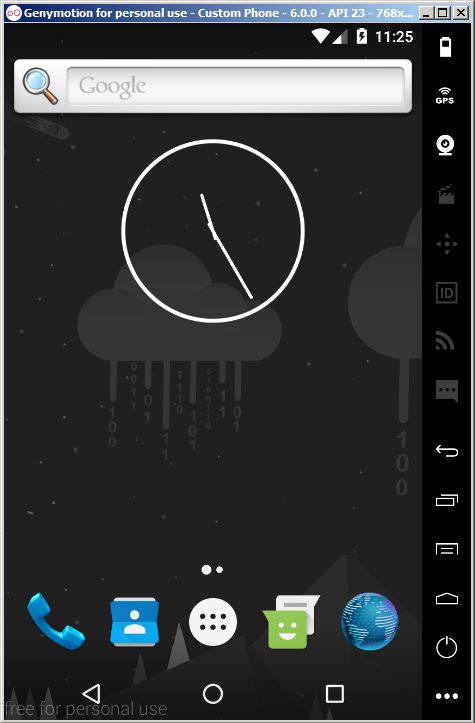 Genymotion for personal use - Custom Phone - 6.0.0 - API 23 - 768x...
11:25
Google
GPS
ID
free for personal use